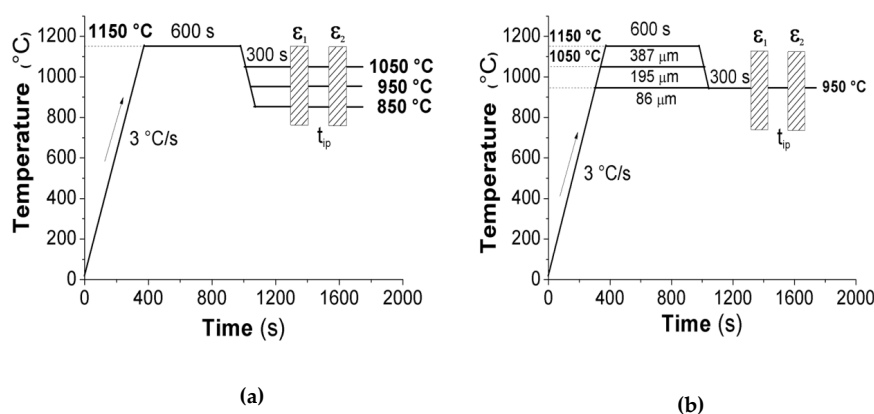 1150 °C
600 s
ε1
ε2
300 s
1050 °C
950 °C
850 °C
tip
3 °C/s
Temperature (°C)
1200
1000
800
600
400
200
0
0 400 800 1200 1600 2000
Time (s)
(a)
1150 °C
600 s
ε1
ε2
1050 °C
387 μm
195 μm
300 s
950 °C
86 μm
tip
3 °C/s
Temperature (°C)
1200
1000
800
600
400
200
0
0 400 800 1200 1600 2000
Time (s)
(b)